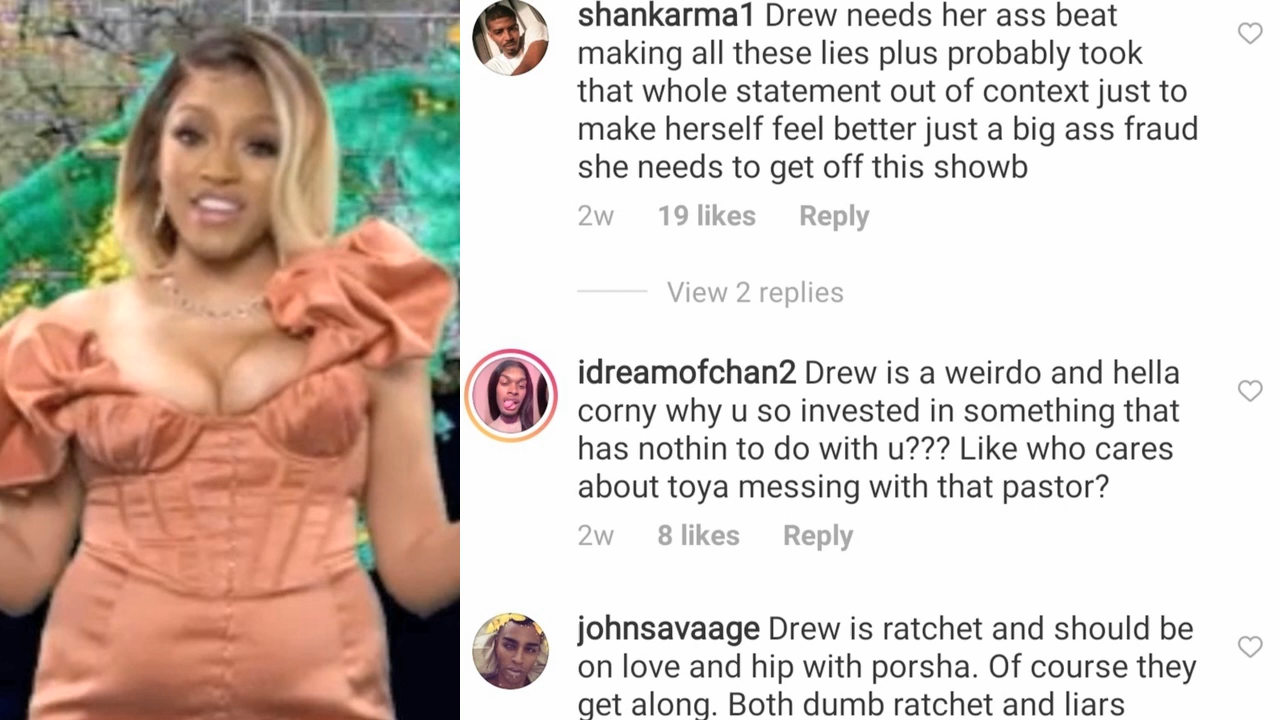 shankarma1 Drew needs her ass beat
making all these lies plus probably took
that whole statement out of context just to
make herself feel better just a big ass fraud
she needs to get off this showb
2w 19 likes Reply
View 2 replies
idreamofchan2 Drew is a weirdo and hella
corny why u so invested in something that
has nothin to do with u??? Like who cares
about toya messing with that pastor?
2w 8 likes Reply
johnsavaage Drew is ratchet and should be
on love and hip with porsha. Of course they
get along. Both dumb ratchet and liars